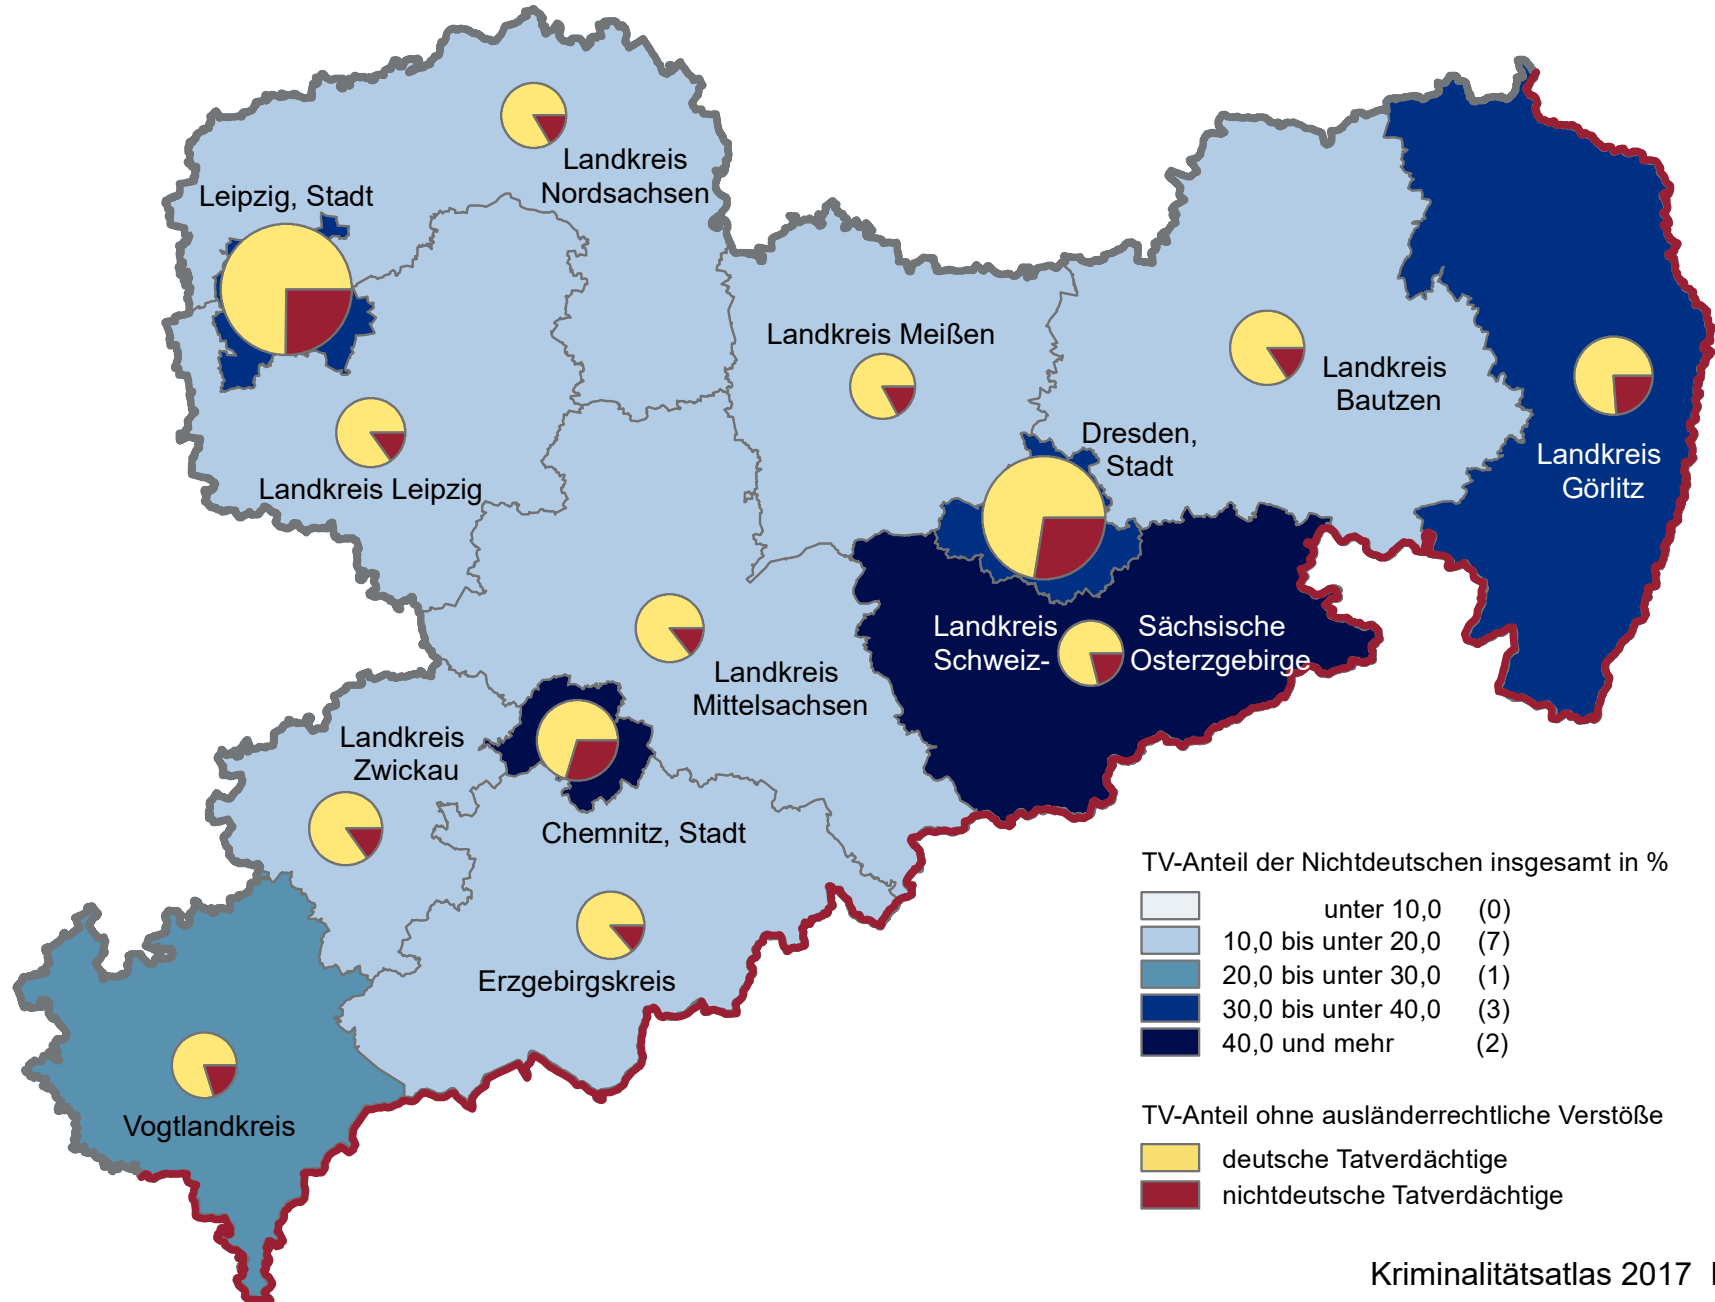 Landkreis
Nordsachsen
Leipzig, Stadt
Landkreis Meißen
Landkreis
Bautzen
Dresden,
Stadt
Landkreis
Görlitz
Landkreis Leipzig
Landkreis Sächsische
Schweiz- Osterzgebirge
Landkreis
Mittelsachsen
Landkreis
Zwickau
Chemnitz, Stadt
Erzgebirgskreis
Vogtlandkreis
TV-Anteil der Nichtdeutschen insgesamt in %
unter 10,0 (0)
10,0 bis unter 20,0 (7)
20,0 bis unter 30,0 (1)
30,0 bis unter 40,0 (3)
40,0 und mehr (2)
TV-Anteil ohne ausländerrechtliche Verstöße
deutsche Tatverdächtige
nichtdeutsche Tatverdächtige
Kriminalitätsatlas 2017